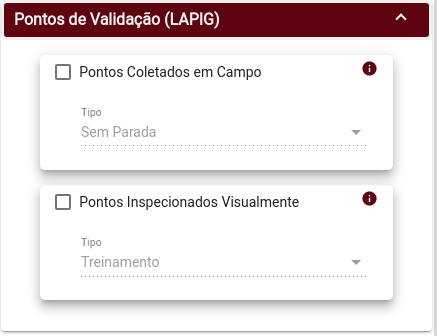 Pontos de Validação (LAPIG)
Pontos Coletados em Campo
Tipo
Sem Parada
Pontos Inspecionados Visualmente
Tipo
Treinamento